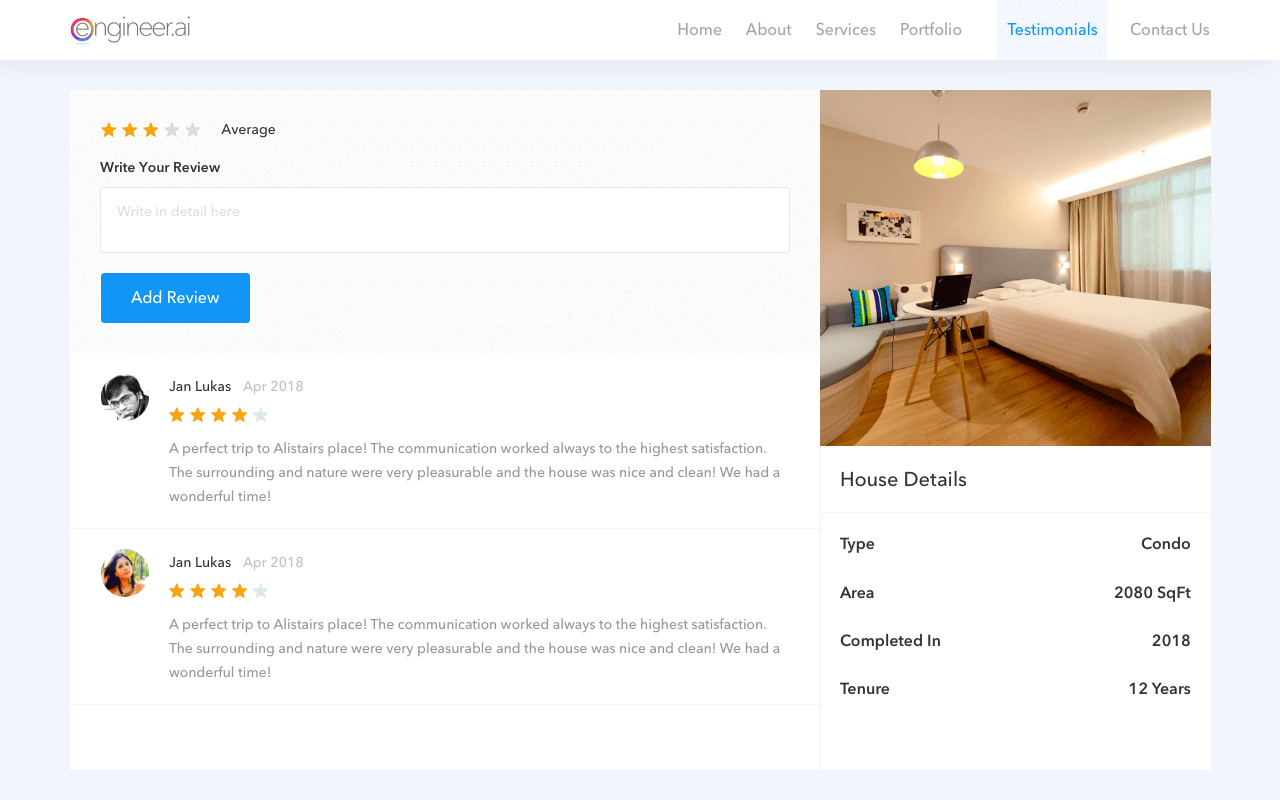 engineer.ai
Home About Services Portfolio Testimonials Contact Us
Average
Write Your Review
Write in detail here
Add Review
Jan Lukas Apr 2018
A perfect trip to Alistairs place! The communication worked always to the highest satisfaction.
The surrounding and nature were very pleasurable and the house was nice and clean! We had a
wonderful time!
Jan Lukas Apr 2018
A perfect trip to Alistairs place! The communication worked always to the highest satisfaction.
The surrounding and nature were very pleasurable and the house was nice and clean! We had a
wonderful time!
House Details
Type Condo
Area 2080 SqFt
Completed In 2018
Tenure 12 Years